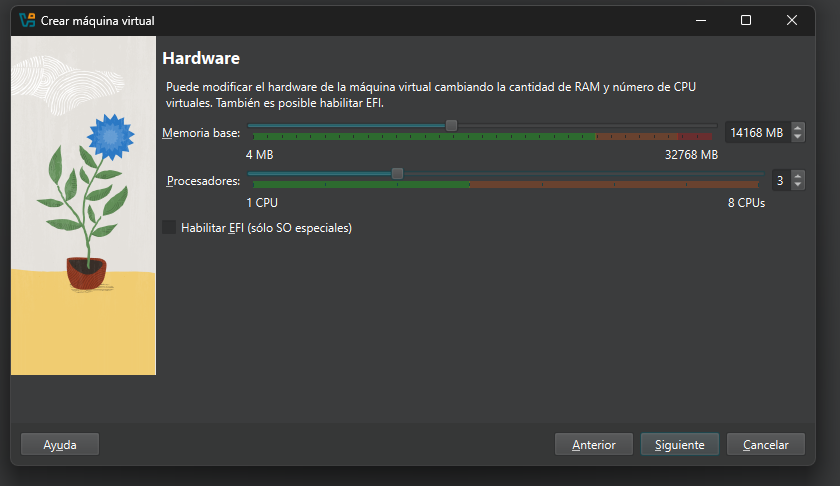 Crear máquina virtual
Hardware
Puede modificar el hardware de la máquina virtual cambiando la cantidad de RAM y número de CPU
virtuales. También es posible habilitar EFI.
Memoria base:
14168 MB
4 MB
32768 MB
Procesadores:
3
1 CPU
8 CPUs
Habilitar EFI (sólo SO especiales)
Ayuda
Anterior
Siguiente
Cancelar